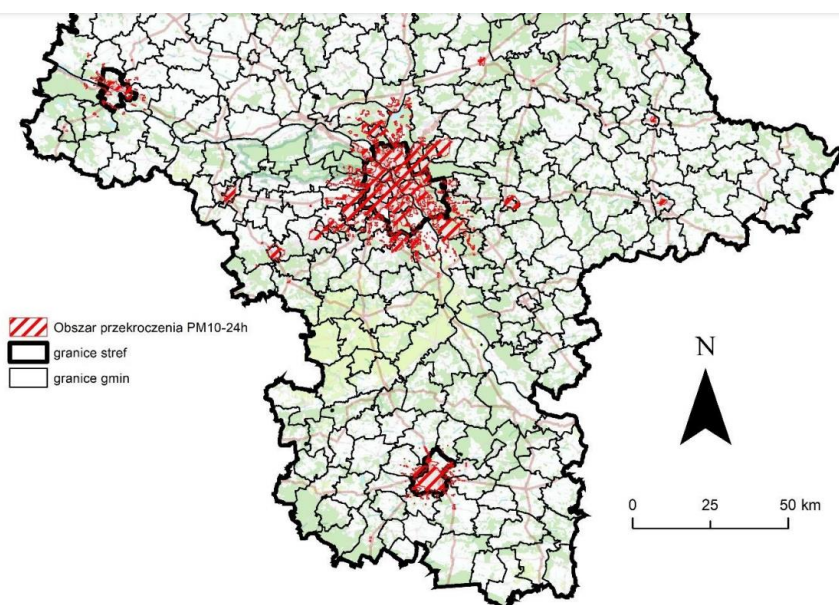 Obszar przekroczenia PM10-24h
granice stref
granice gmin
N
0 25 50 km